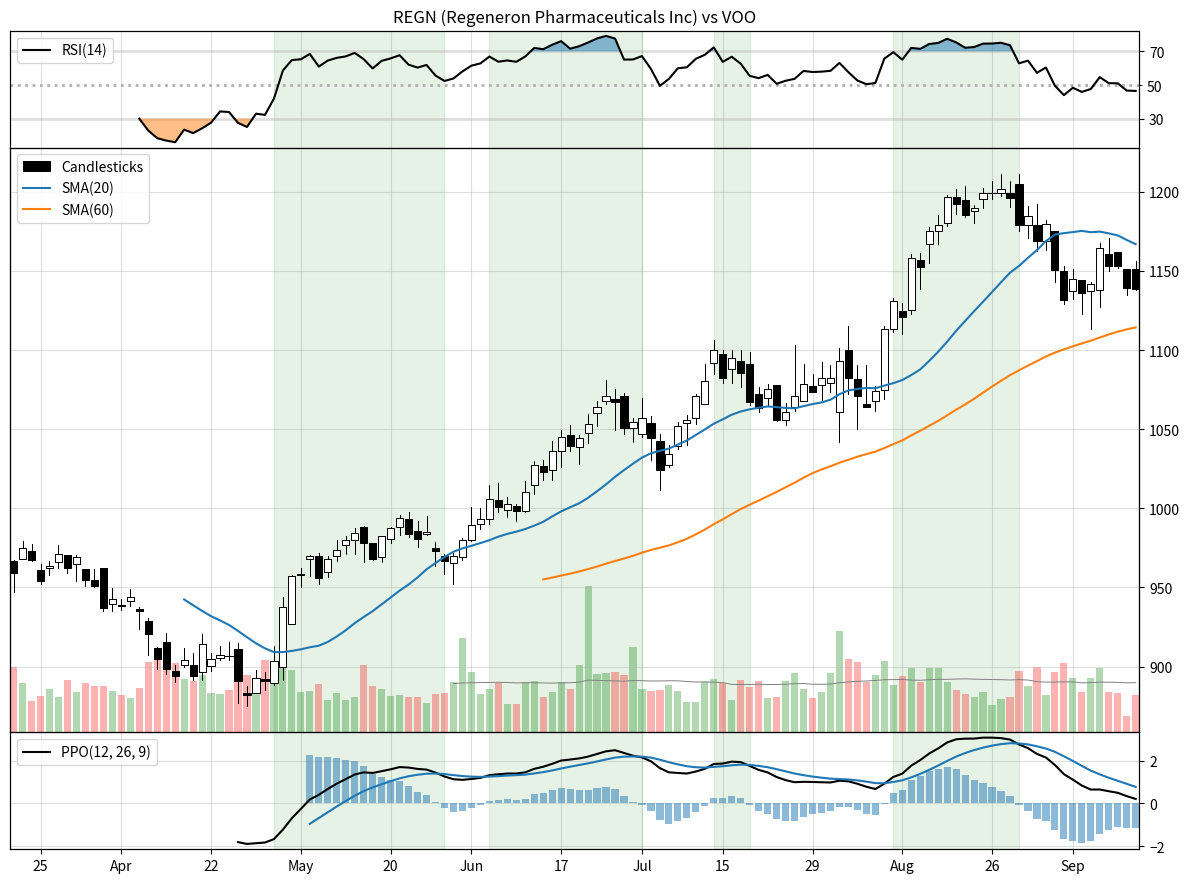 REGN (Regeneron Pharmaceuticals Inc) vs VOO
RSI(14)
70
50
30
Candlesticks
SMA(20)
SMA(60)
1200
1150
1100
1050
1000
950
900
PPO(12, 26, 9)
2
0
−2
25 Apr 22 May 20 Jun 17 Jul 15 29 Aug 26 Sep